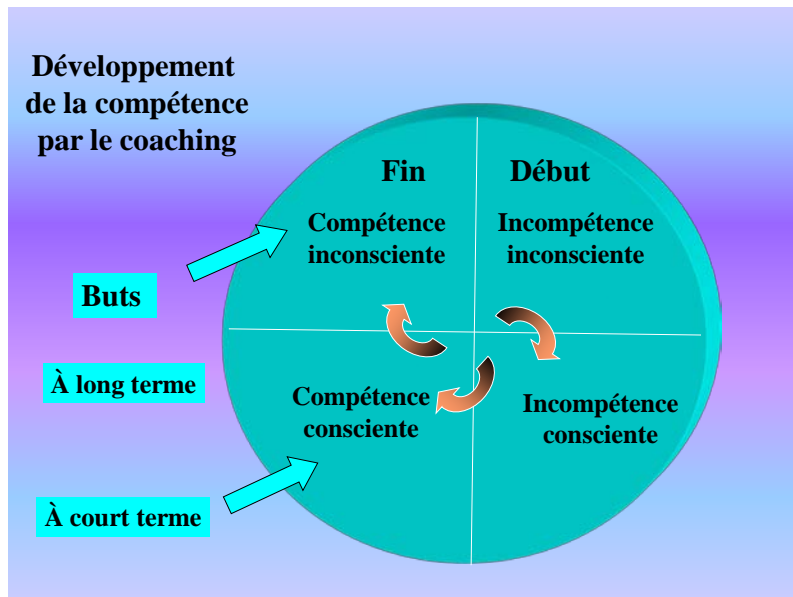 Développement
de la compétence
par le coaching
Fin
Début
Compétence
inconsciente
Incompétence
inconsciente
Buts
À long terme
Compétence
consciente
Incompétence
consciente
À court terme